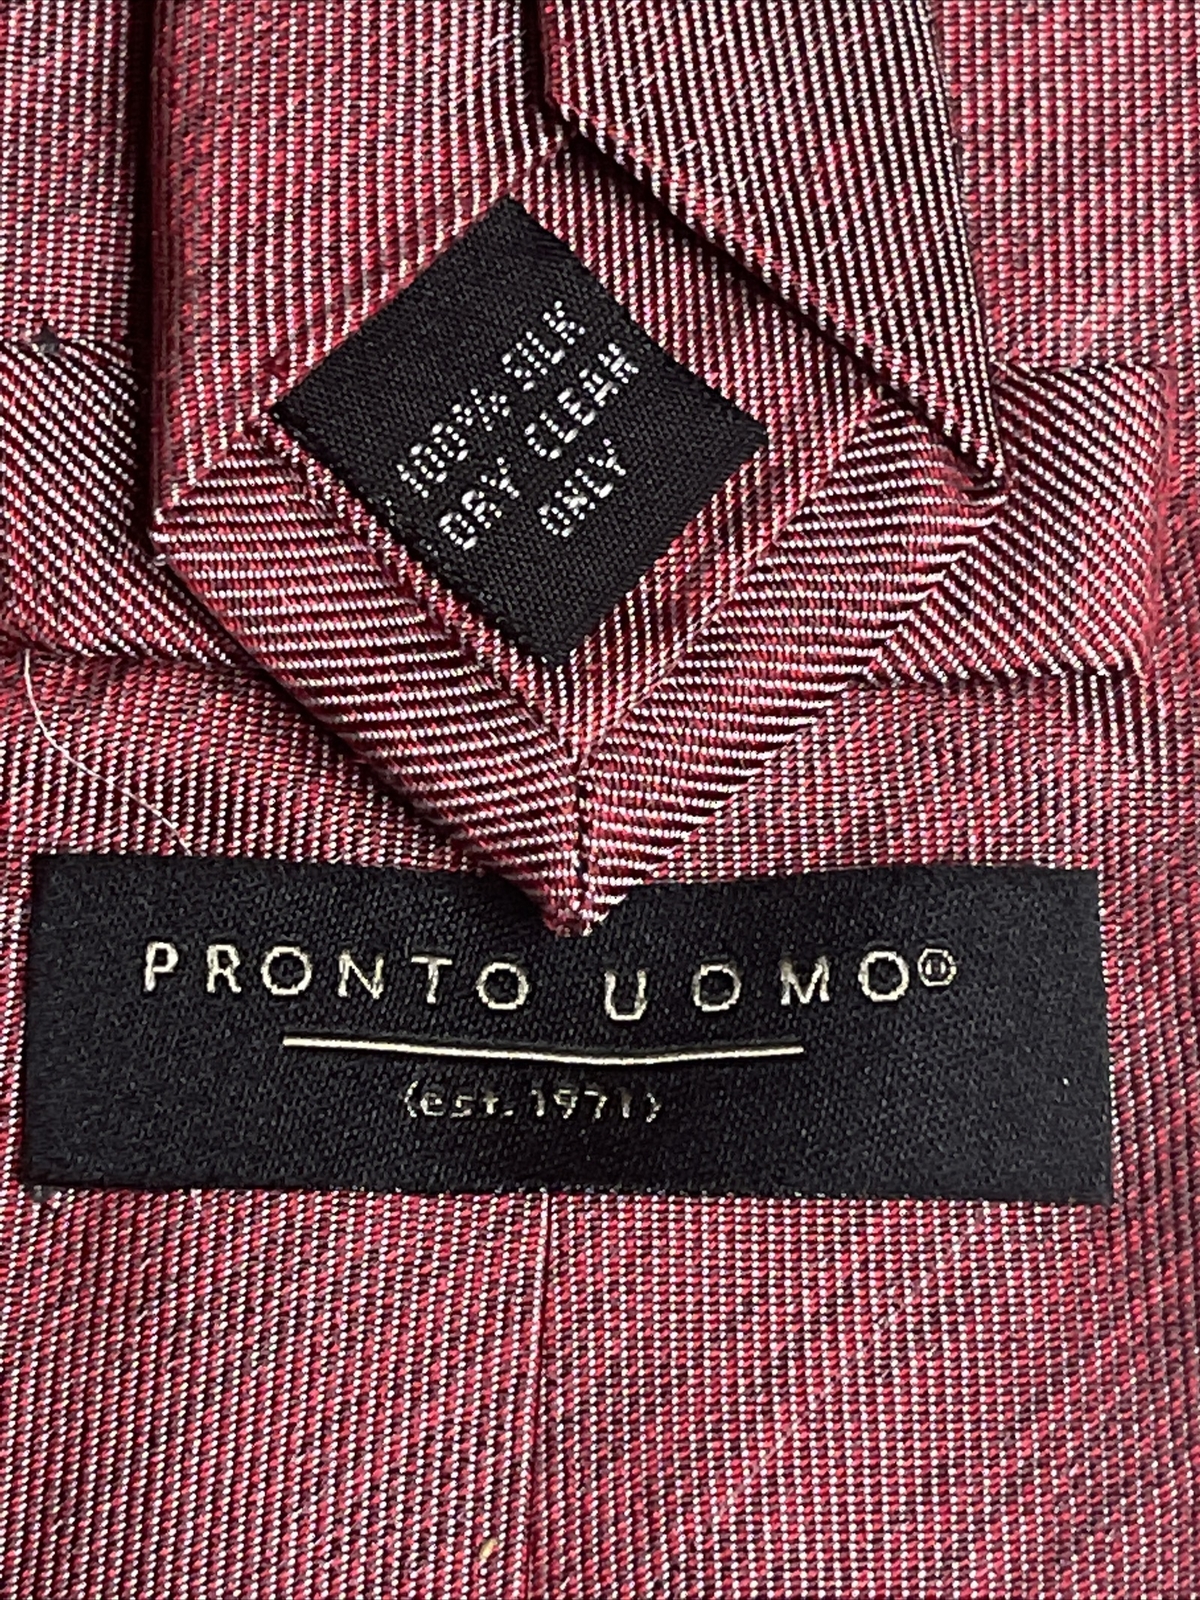 100% SILK
DRY CLEAN
ONLY
PRONTO UOMO®
(est. 1971)